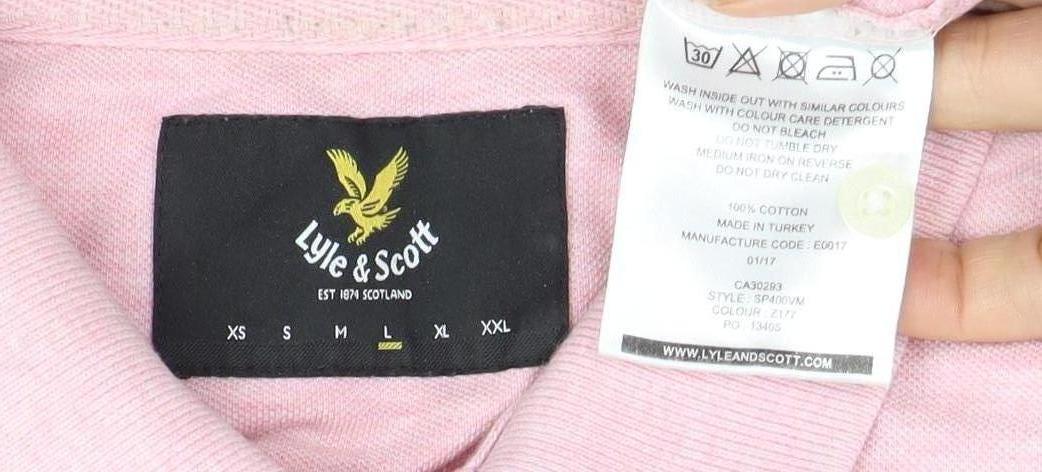 Lyle & Scott
EST 1874 SCOTLAND
XS S M L XL XXL
30
WASH INSIDE OUT WITH SIMILAR COLOURS
WASH WITH COLOUR CARE DETERGENT
DO NOT BLEACH
DO NOT TUMBLE DRY
MEDIUM IRON ON REVERSE
DO NOT DRY CLEAN
100% COTTON
MADE IN TURKEY
MANUFACTURE CODE : E0017
01/17
CA30293
STYLE : SP400VM
COLOUR : Z177
PO : 13405
WWW.LYLEANDSCOTT.COM